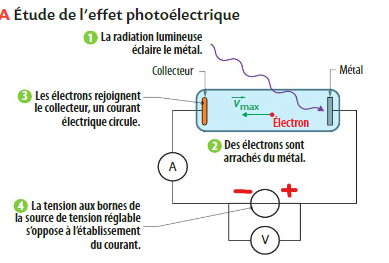 A Étude de l'effet photoélectrique
1 La radiation lumineuse
éclaire le métal.
Collecteur
Métal
3 Les électrons rejoignent
le collecteur, un courant
électrique circule.
v max
Électron
2 Des électrons sont
arrachés du métal.
A
4 La tension aux bornes de
la source de tension réglable
s'oppose à l'établissement
du courant.
− +
V